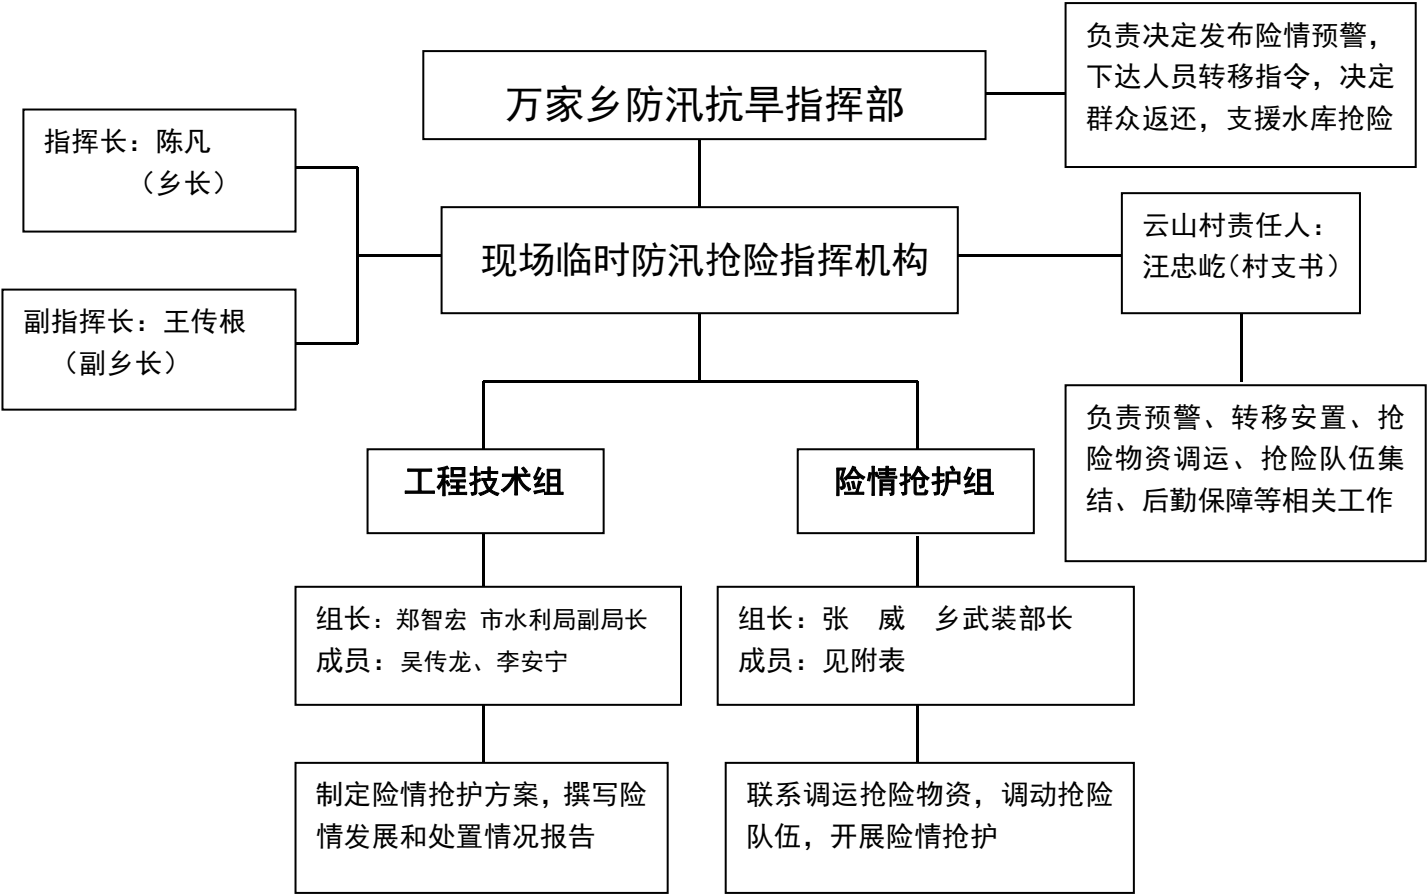 负责决定发布险情预警，
下达人员转移指令，决定
群众返还，支援水库抢险
万家乡防汛抗旱指挥部
指挥长：陈凡
（乡长）
现场临时防汛抢险指挥机构
云山村责任人：
汪忠屹（村支书）
副指挥长：王传根
（副乡长）
负责预警、转移安置、抢
险物资调运、抢险队伍集
结、后勤保障等相关工作
工程技术组
险情抢护组
组长：郑智宏 市水利局副局长
成员：吴传龙、李安宁
组长：张　威　乡武装部长
成员：见附表
制定险情抢护方案，撰写险
情发展和处置情况报告
联系调运抢险物资，调动抢险
队伍，开展险情抢护